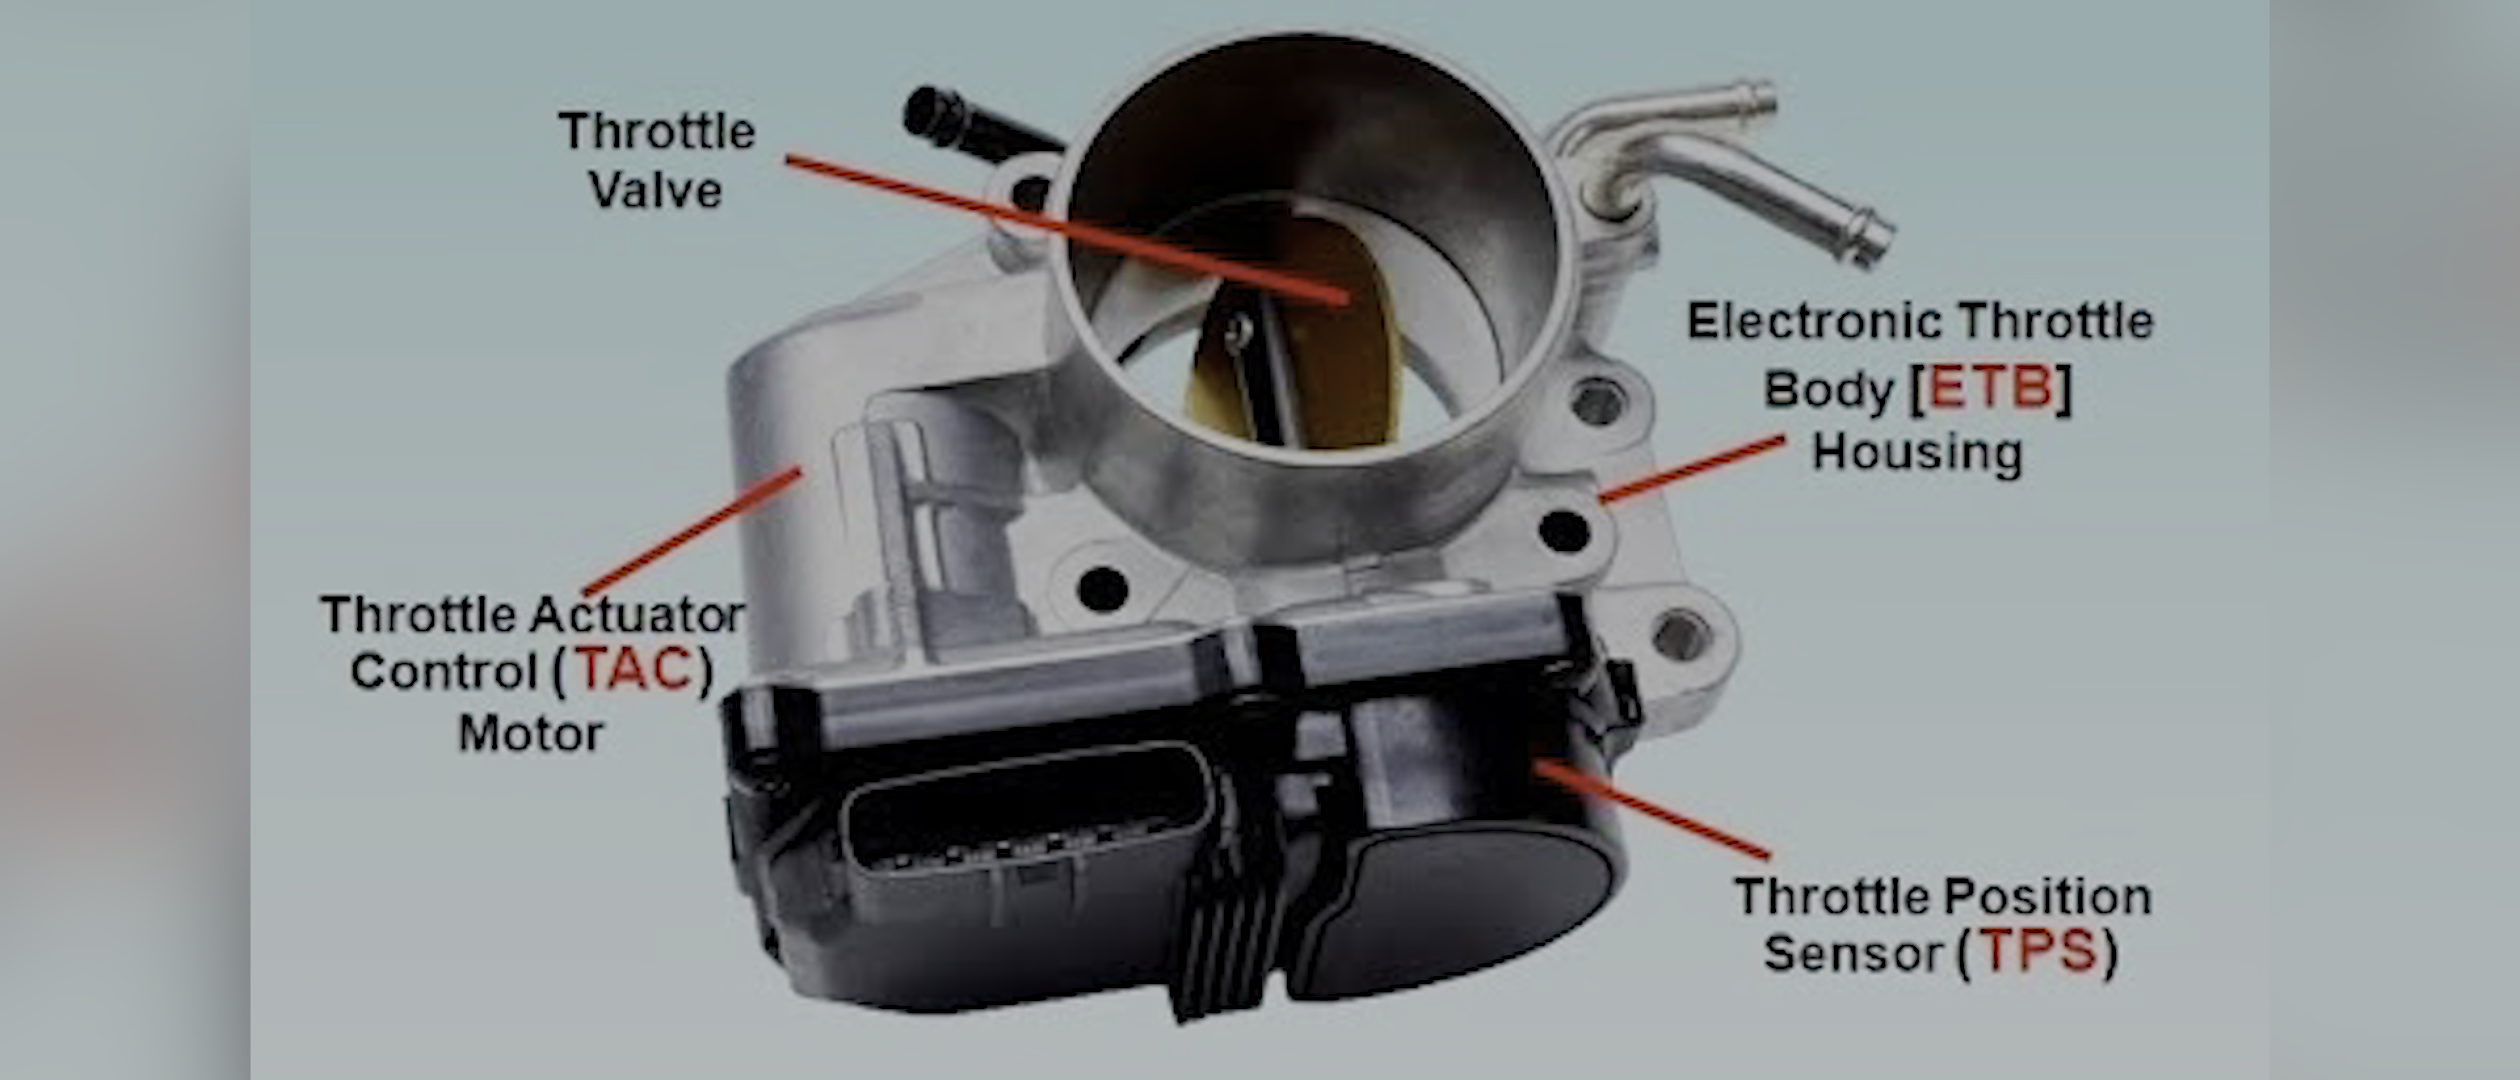 Throttle
Valve
Electronic Throttle
Body [ETB]
Housing
Throttle Actuator
Control (TAC)
Motor
Throttle Position
Sensor (TPS)